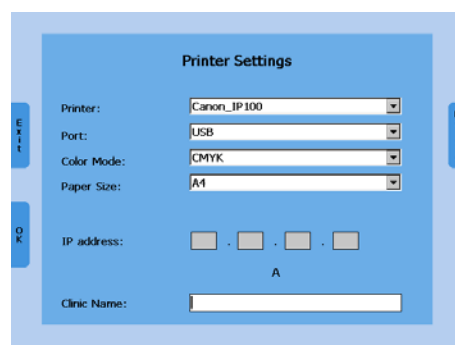 Printer Settings
Printer: Canon_IP100
Port: USB
Color Mode: CMYK
Paper Size: A4
Exit
OK
IP address: . . .
A
Clinic Name: